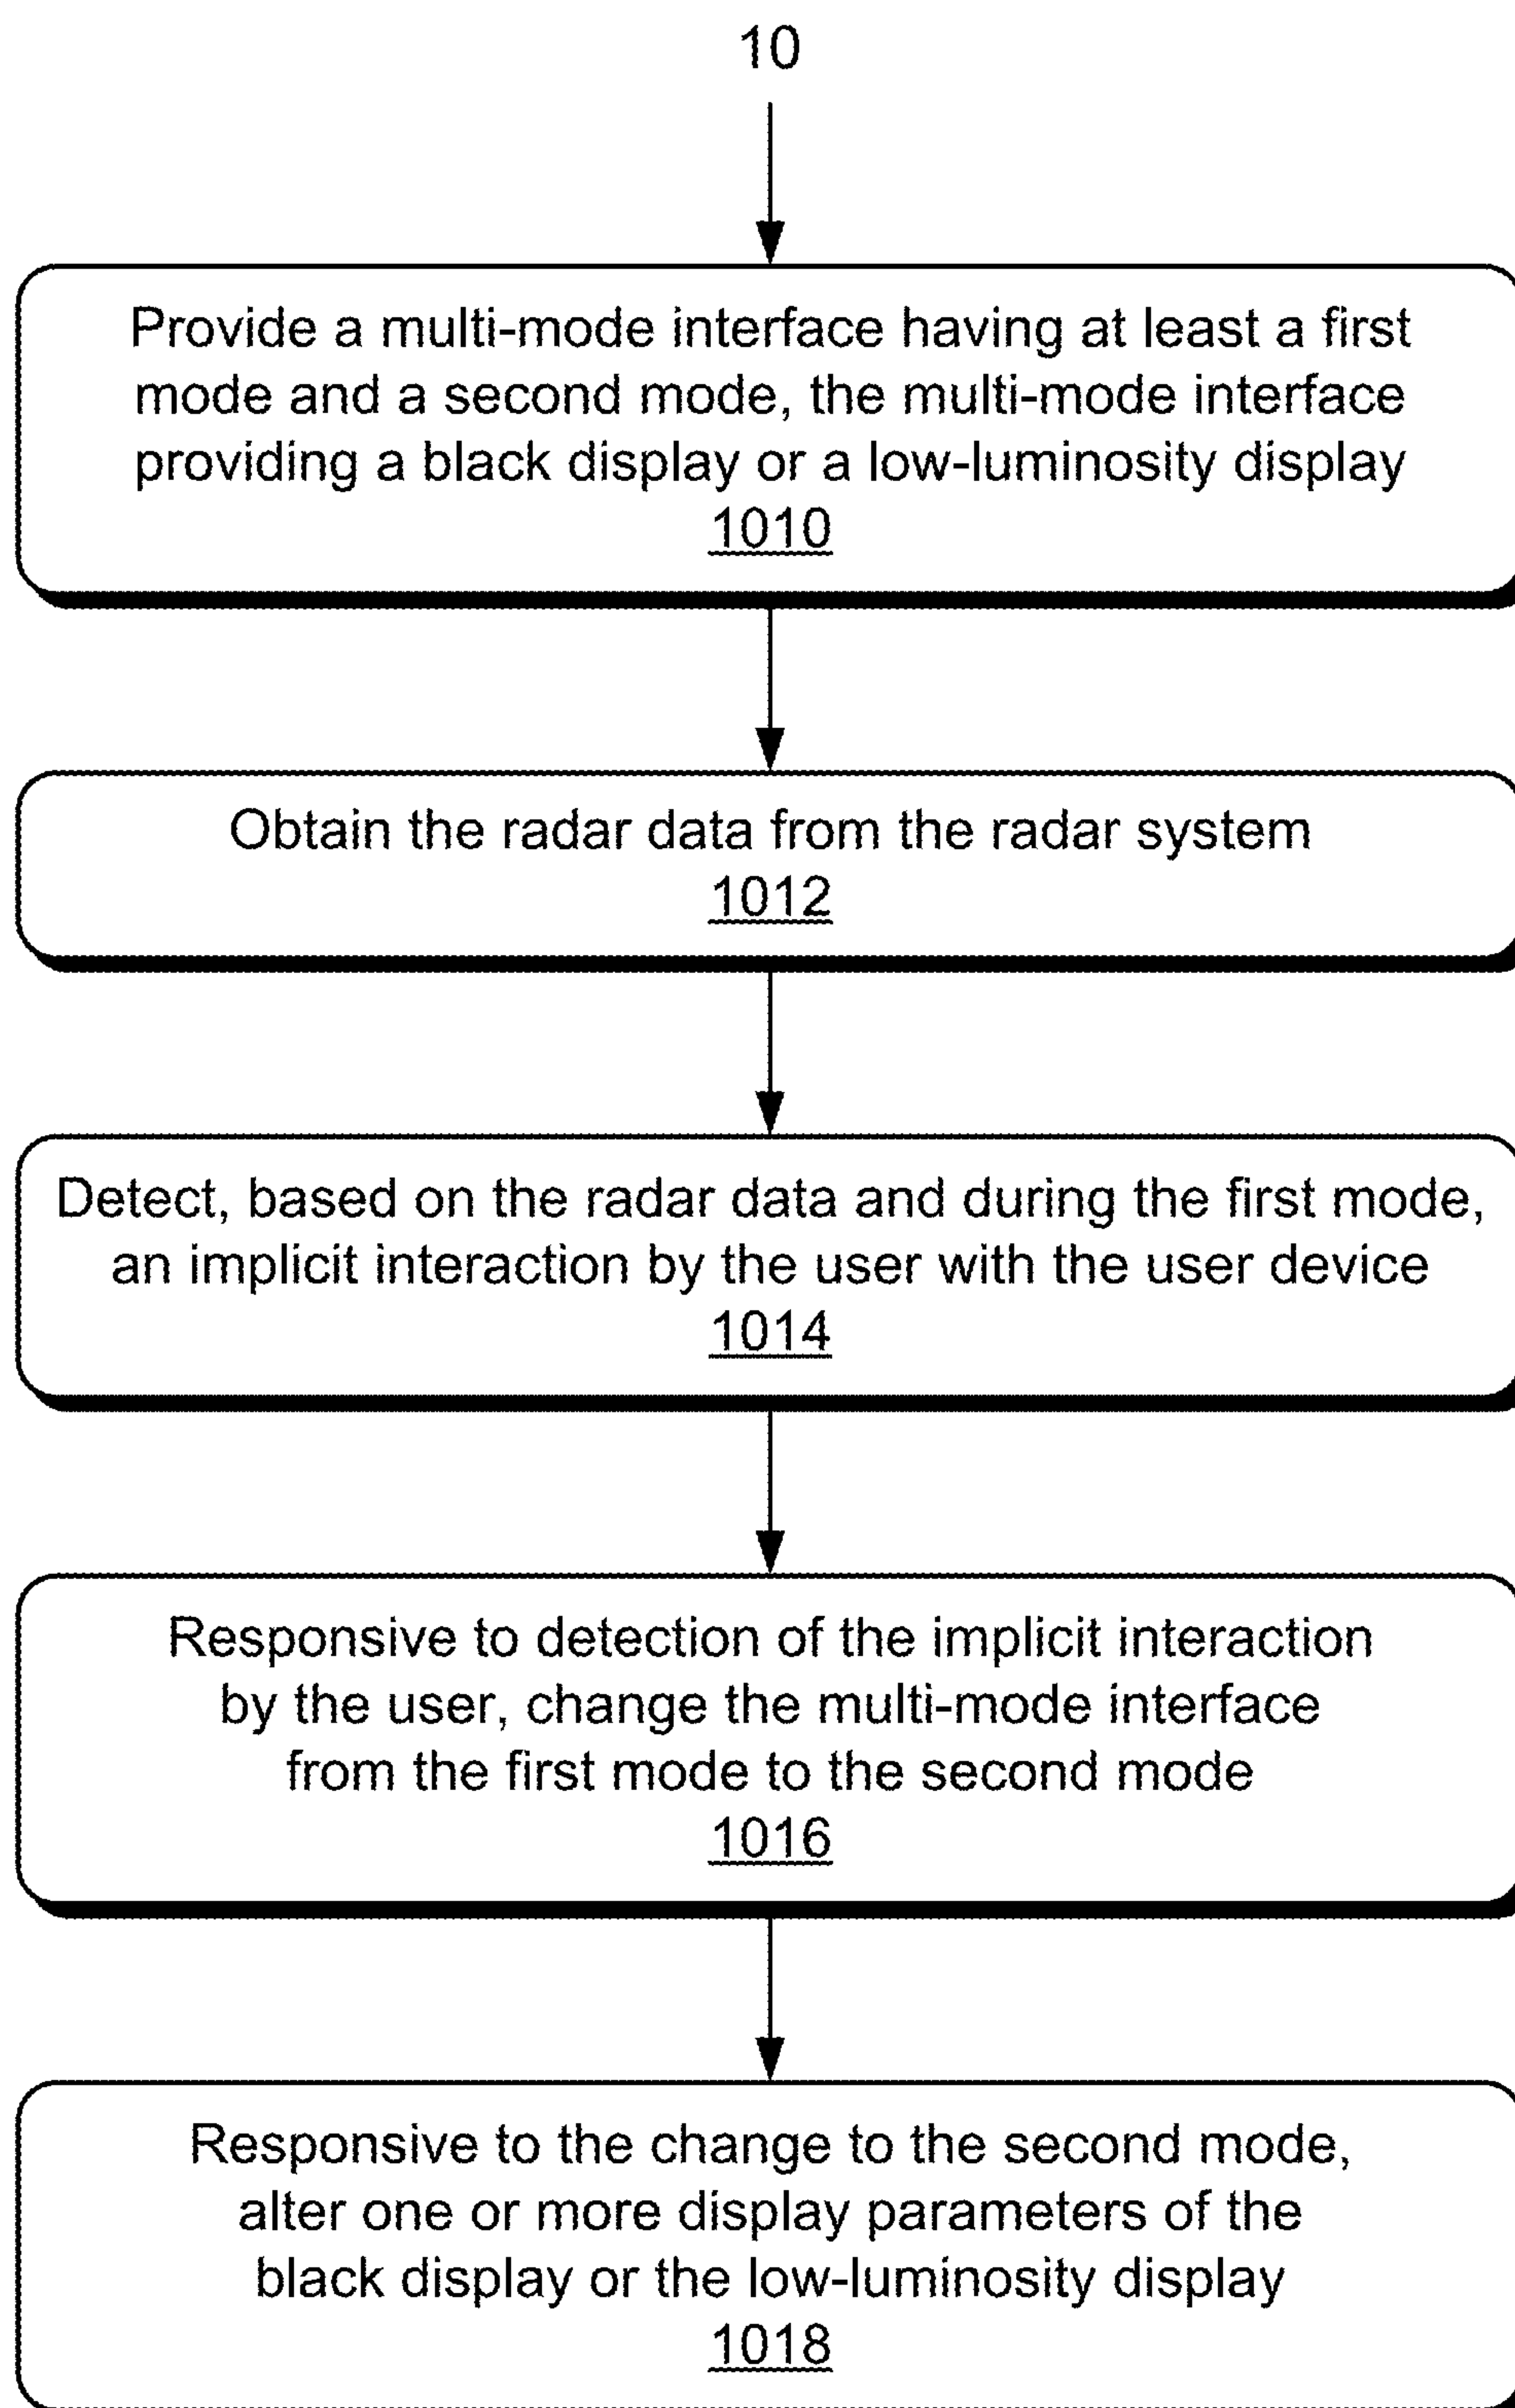 10
Provide a multi-mode interface having at least a first
mode and a second mode, the multi-mode interface
providing a black display or a low-luminosity display
1010
Obtain the radar data from the radar system
1012
Detect, based on the radar data and during the first mode,
an implicit interaction by the user with the user device
1014
Responsive to detection of the implicit interaction
by the user, change the multi-mode interface
from the first mode to the second mode
1016
Responsive to the change to the second mode,
alter one or more display parameters of the
black display or the low-luminosity display
1018